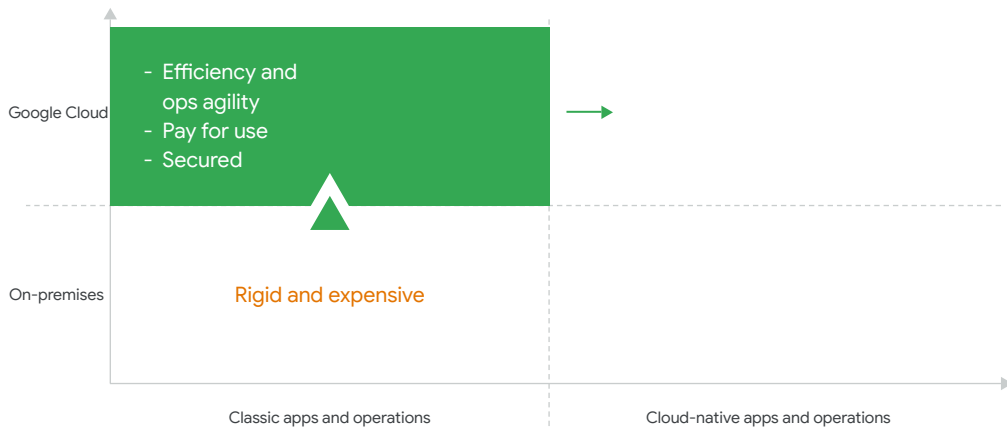 - Efficiency and
ops agility
- Pay for use
- Secured
Google Cloud
Rigid and expensive
On-premises
Classic apps and operations
Cloud-native apps and operations